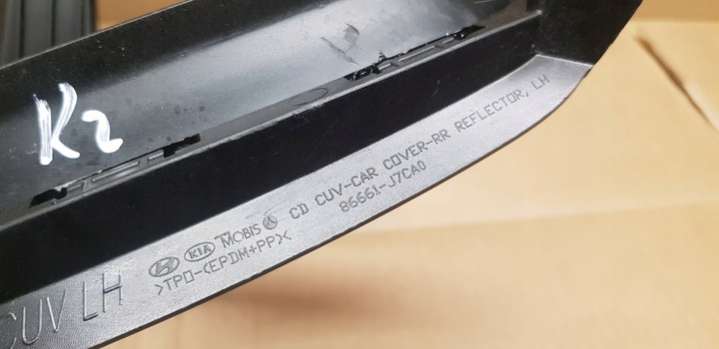 K2
CD CUV-CAR COVER-RR REFLECTOR, LH
86661-J7CA0
KIA MOBIS
>TPO-(EPDM+PP)<
CUV LH